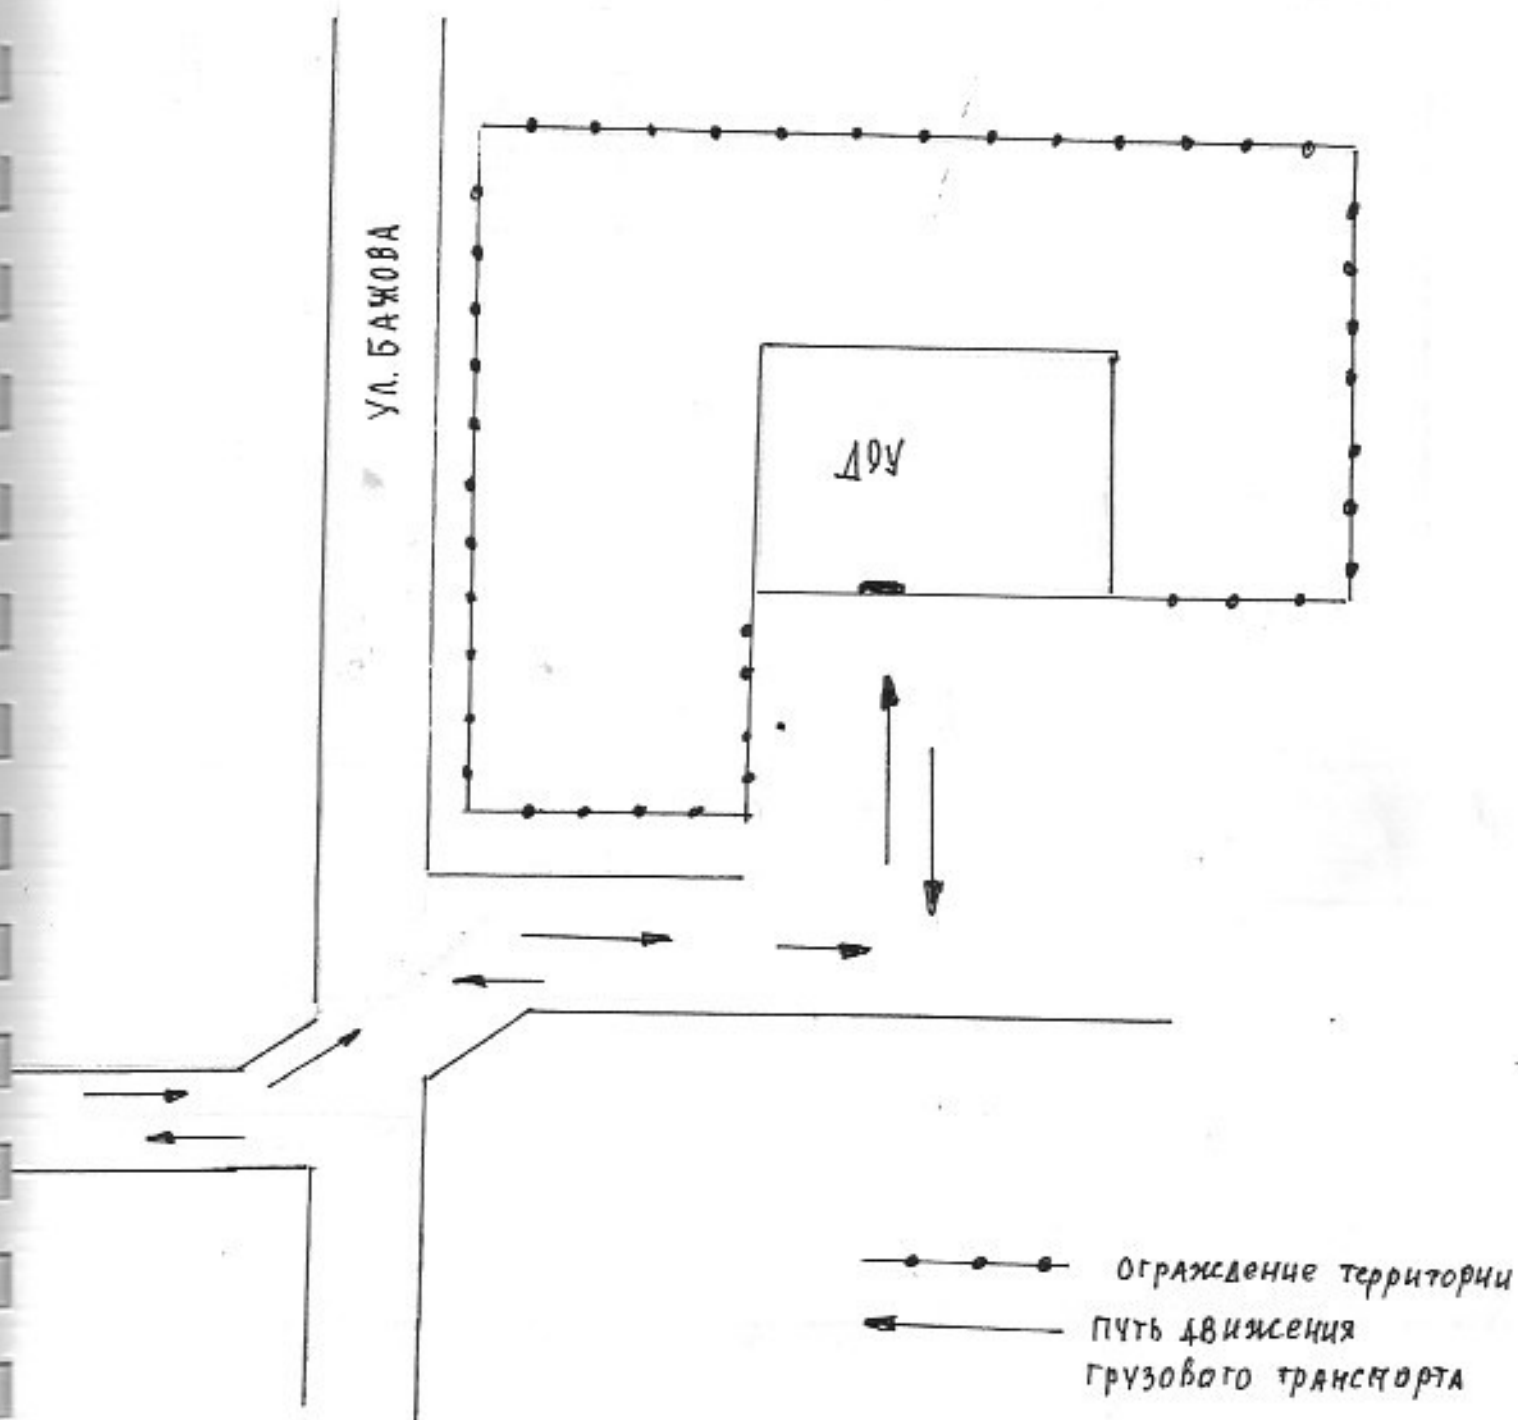 УЛ. БАЖОВА
ДОУ
ограждение территории
путь движения
грузового транспорта